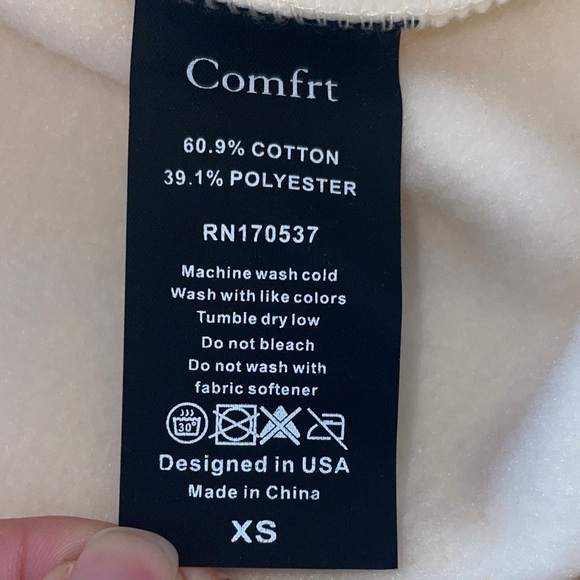 Comfrt
60.9% COTTON
39.1% POLYESTER
RN170537
Machine wash cold
Wash with like colors
Tumble dry low
Do not bleach
Do not wash with
fabric softener
30°
Designed in USA
Made in China
XS